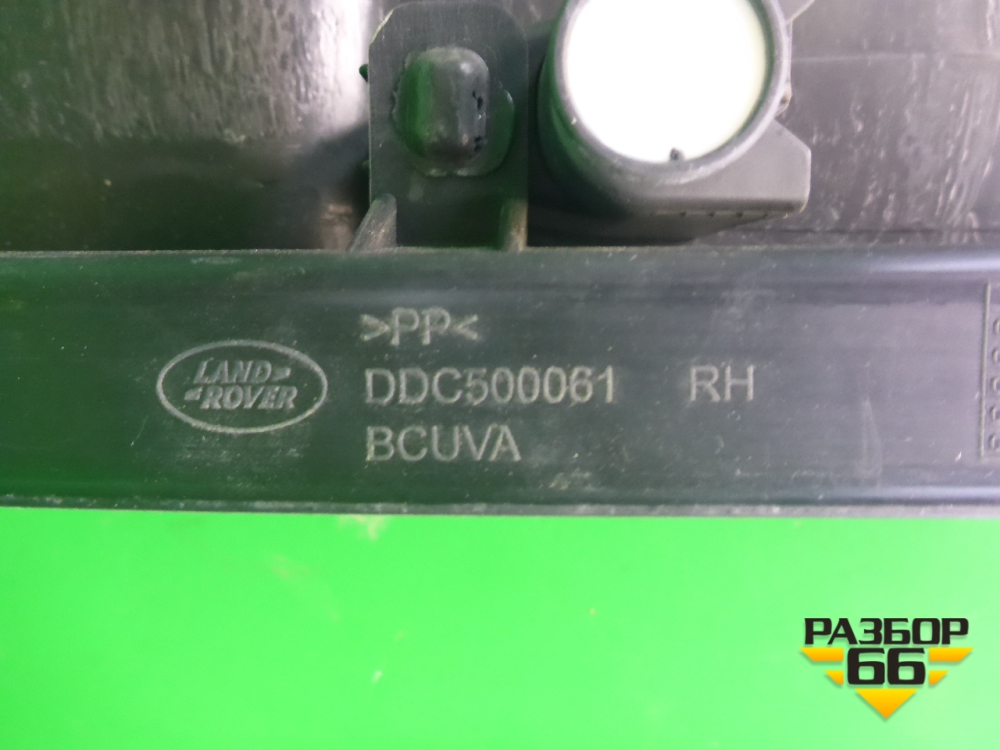 >PP<
LAND
ROVER
DDC500061 RH
BCUVA
РАЗБОР
66